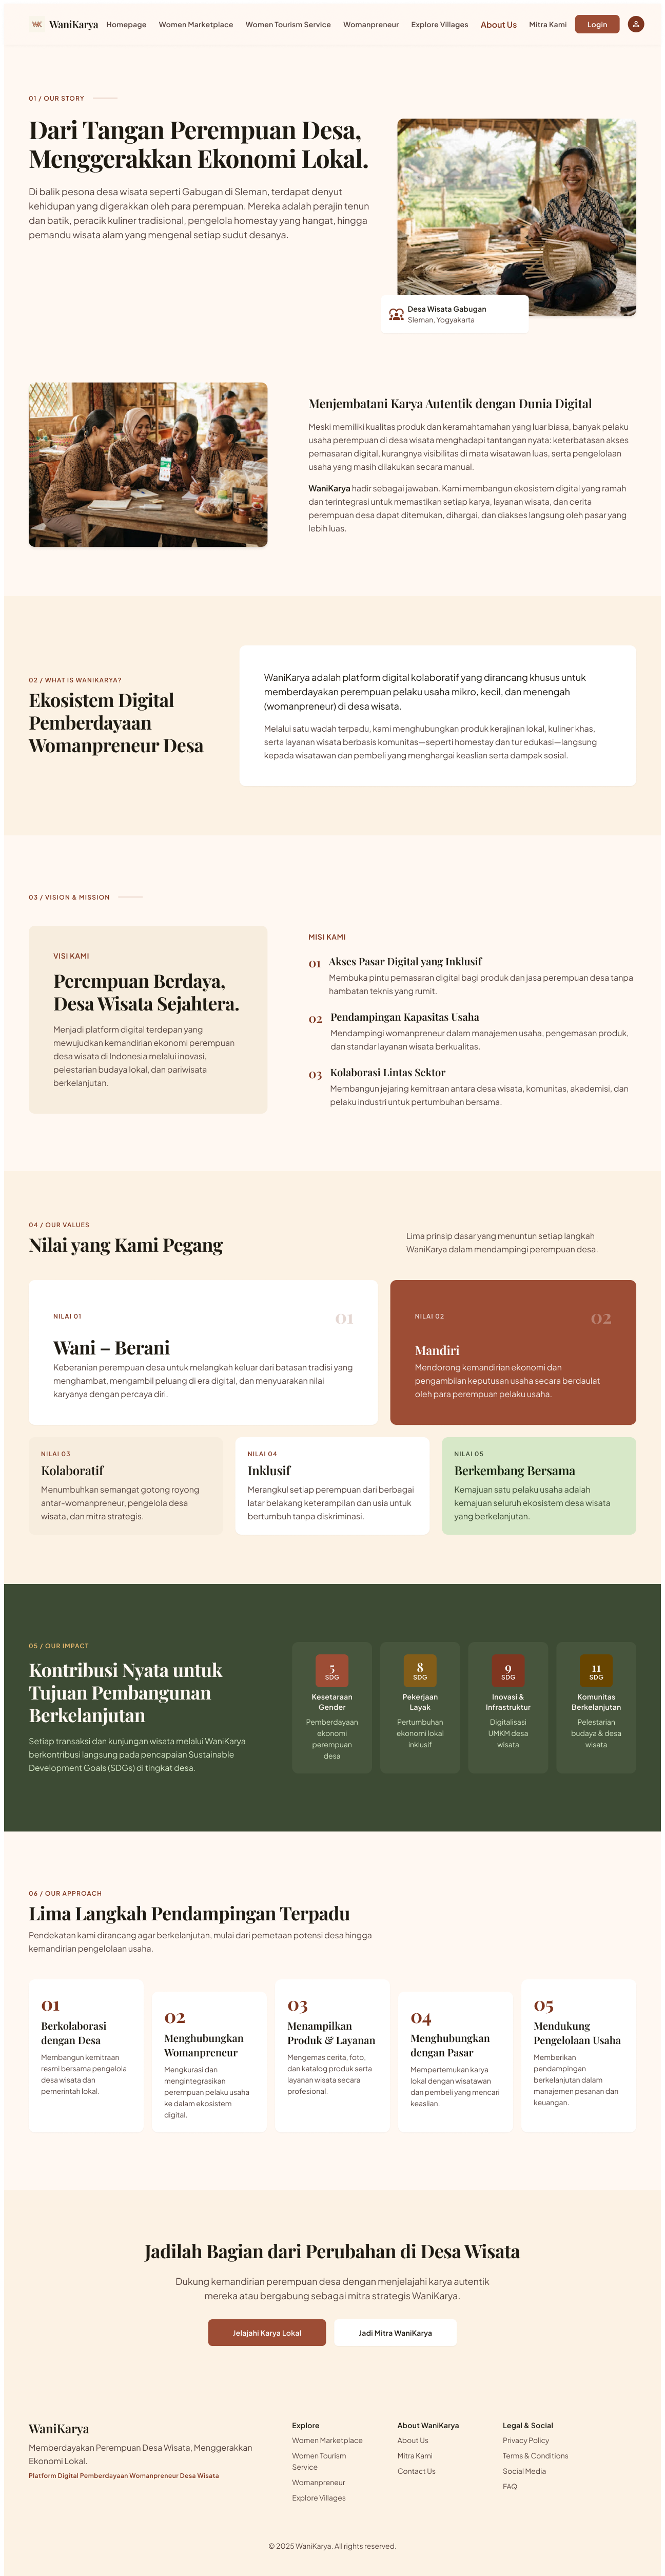 WK WaniKarya Homepage Women Marketplace Women Tourism Service Womanpreneur Explore Villages About Us Mitra Kami Login
01 / OUR STORY
Dari Tangan Perempuan Desa,
Menggerakkan Ekonomi Lokal.
Di balik pesona desa wisata seperti Gabugan di Sleman, terdapat denyut
kehidupan yang digerakkan oleh para perempuan. Mereka adalah perajin tenun
dan batik, peracik kuliner tradisional, pengelola homestay yang hangat, hingga
pemandu wisata alam yang mengenal setiap sudut desanya.
Desa Wisata Gabugan
Sleman, Yogyakarta
Menjembatani Karya Autentik dengan Dunia Digital
Meski memiliki kualitas produk dan keramahtamahan yang luar biasa, banyak pelaku
usaha perempuan di desa wisata menghadapi tantangan nyata: keterbatasan akses
pemasaran digital, kurangnya visibilitas di mata wisatawan luas, serta pengelolaan
usaha yang masih dilakukan secara manual.
WaniKarya hadir sebagai jawaban. Kami membangun ekosistem digital yang ramah
dan terintegrasi untuk memastikan setiap karya, layanan wisata, dan cerita
perempuan desa dapat ditemukan, dihargai, dan diakses langsung oleh pasar yang
lebih luas.
02 / WHAT IS WANIKARYA?
Ekosistem Digital
Pemberdayaan
Womanpreneur Desa
WaniKarya adalah platform digital kolaboratif yang dirancang khusus untuk
memberdayakan perempuan pelaku usaha mikro, kecil, dan menengah
(womanpreneur) di desa wisata.
Melalui satu wadah terpadu, kami menghubungkan produk kerajinan lokal, kuliner khas,
serta layanan wisata berbasis komunitas—seperti homestay dan tur edukasi—langsung
kepada wisatawan dan pembeli yang menghargai keaslian serta dampak sosial.
03 / VISION & MISSION
VISI KAMI
Perempuan Berdaya,
Desa Wisata Sejahtera.
Menjadi platform digital terdepan yang
mewujudkan kemandirian ekonomi perempuan
desa wisata di Indonesia melalui inovasi,
pelestarian budaya lokal, dan pariwisata
berkelanjutan.
MISI KAMI
01 Akses Pasar Digital yang Inklusif
Membuka pintu pemasaran digital bagi produk dan jasa perempuan desa tanpa
hambatan teknis yang rumit.
02 Pendampingan Kapasitas Usaha
Mendampingi womanpreneur dalam manajemen usaha, pengemasan produk,
dan standar layanan wisata berkualitas.
03 Kolaborasi Lintas Sektor
Membangun jejaring kemitraan antara desa wisata, komunitas, akademisi, dan
pelaku industri untuk pertumbuhan bersama.
04 / OUR VALUES
Nilai yang Kami Pegang
Lima prinsip dasar yang menuntun setiap langkah
WaniKarya dalam mendampingi perempuan desa.
NILAI 01 01
Wani – Berani
Keberanian perempuan desa untuk melangkah keluar dari batasan tradisi yang
menghambat, mengambil peluang di era digital, dan menyuarakan nilai
karyanya dengan percaya diri.
NILAI 02 02
Mandiri
Mendorong kemandirian ekonomi dan
pengambilan keputusan usaha secara berdaulat
oleh para perempuan pelaku usaha.
NILAI 03
Kolaboratif
Menumbuhkan semangat gotong royong
antar-womanpreneur, pengelola desa
wisata, dan mitra strategis.
NILAI 04
Inklusif
Merangkul setiap perempuan dari berbagai
latar belakang keterampilan dan usia untuk
bertumbuh tanpa diskriminasi.
NILAI 05
Berkembang Bersama
Kemajuan satu pelaku usaha adalah
kemajuan seluruh ekosistem desa wisata
yang berkelanjutan.
05 / OUR IMPACT
Kontribusi Nyata untuk
Tujuan Pembangunan
Berkelanjutan
Setiap transaksi dan kunjungan wisata melalui WaniKarya
berkontribusi langsung pada pencapaian Sustainable
Development Goals (SDGs) di tingkat desa.
5
SDG
Kesetaraan
Gender
Pemberdayaan
ekonomi
perempuan
desa
8
SDG
Pekerjaan
Layak
Pertumbuhan
ekonomi lokal
inklusif
9
SDG
Inovasi &
Infrastruktur
Digitalisasi
UMKM desa
wisata
11
SDG
Komunitas
Berkelanjutan
Pelestarian
budaya & desa
wisata
06 / OUR APPROACH
Lima Langkah Pendampingan Terpadu
Pendekatan kami dirancang agar berkelanjutan, mulai dari pemetaan potensi desa hingga
kemandirian pengelolaan usaha.
01
Berkolaborasi
dengan Desa
Membangun kemitraan
resmi bersama pengelola
desa wisata dan
pemerintah lokal.
02
Menghubungkan
Womanpreneur
Mengkurasi dan
mengintegrasikan
perempuan pelaku usaha
ke dalam ekosistem
digital.
03
Menampilkan
Produk & Layanan
Mengemas cerita, foto,
dan katalog produk serta
layanan wisata secara
profesional.
04
Menghubungkan
dengan Pasar
Mempertemukan karya
lokal dengan wisatawan
dan pembeli yang mencari
keaslian.
05
Mendukung
Pengelolaan Usaha
Memberikan
pendampingan
berkelanjutan dalam
manajemen pesanan dan
keuangan.
Jadilah Bagian dari Perubahan di Desa Wisata
Dukung kemandirian perempuan desa dengan menjelajahi karya autentik
mereka atau bergabung sebagai mitra strategis WaniKarya.
Jelajahi Karya Lokal
Jadi Mitra WaniKarya
WaniKarya
Memberdayakan Perempuan Desa Wisata, Menggerakkan
Ekonomi Lokal.
Platform Digital Pemberdayaan Womanpreneur Desa Wisata
Explore
Women Marketplace
Women Tourism
Service
Womanpreneur
Explore Villages
About WaniKarya
About Us
Mitra Kami
Contact Us
Legal & Social
Privacy Policy
Terms & Conditions
Social Media
FAQ
© 2025 WaniKarya. All rights reserved.